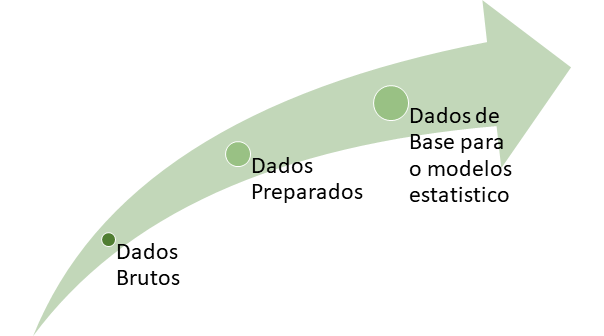 Dados
Brutos
Dados
Preparados
Dados de
Base para
o modelos
estatistico